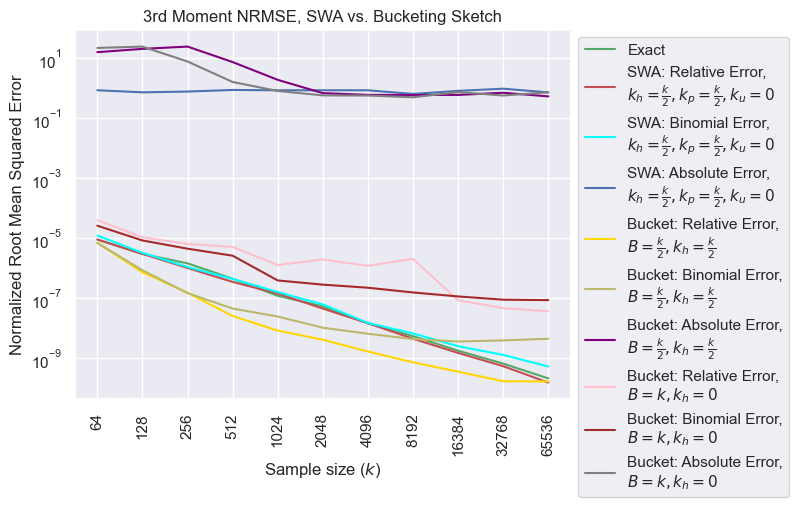 3rd Moment NRMSE, SWA vs. Bucketing Sketch
Normalized Root Mean Squared Error
10^1
10^−1
10^−3
10^−5
10^−7
10^−9
64
128
256
512
1024
2048
4096
8192
16384
32768
65536
Sample size (k)
Exact
SWA: Relative Error,
k_h = k/2, k_p = k/2, k_u = 0
SWA: Binomial Error,
k_h = k/2, k_p = k/2, k_u = 0
SWA: Absolute Error,
k_h = k/2, k_p = k/2, k_u = 0
Bucket: Relative Error,
B = k/2, k_h = k/2
Bucket: Binomial Error,
B = k/2, k_h = k/2
Bucket: Absolute Error,
B = k/2, k_h = k/2
Bucket: Relative Error,
B = k, k_h = 0
Bucket: Binomial Error,
B = k, k_h = 0
Bucket: Absolute Error,
B = k, k_h = 0